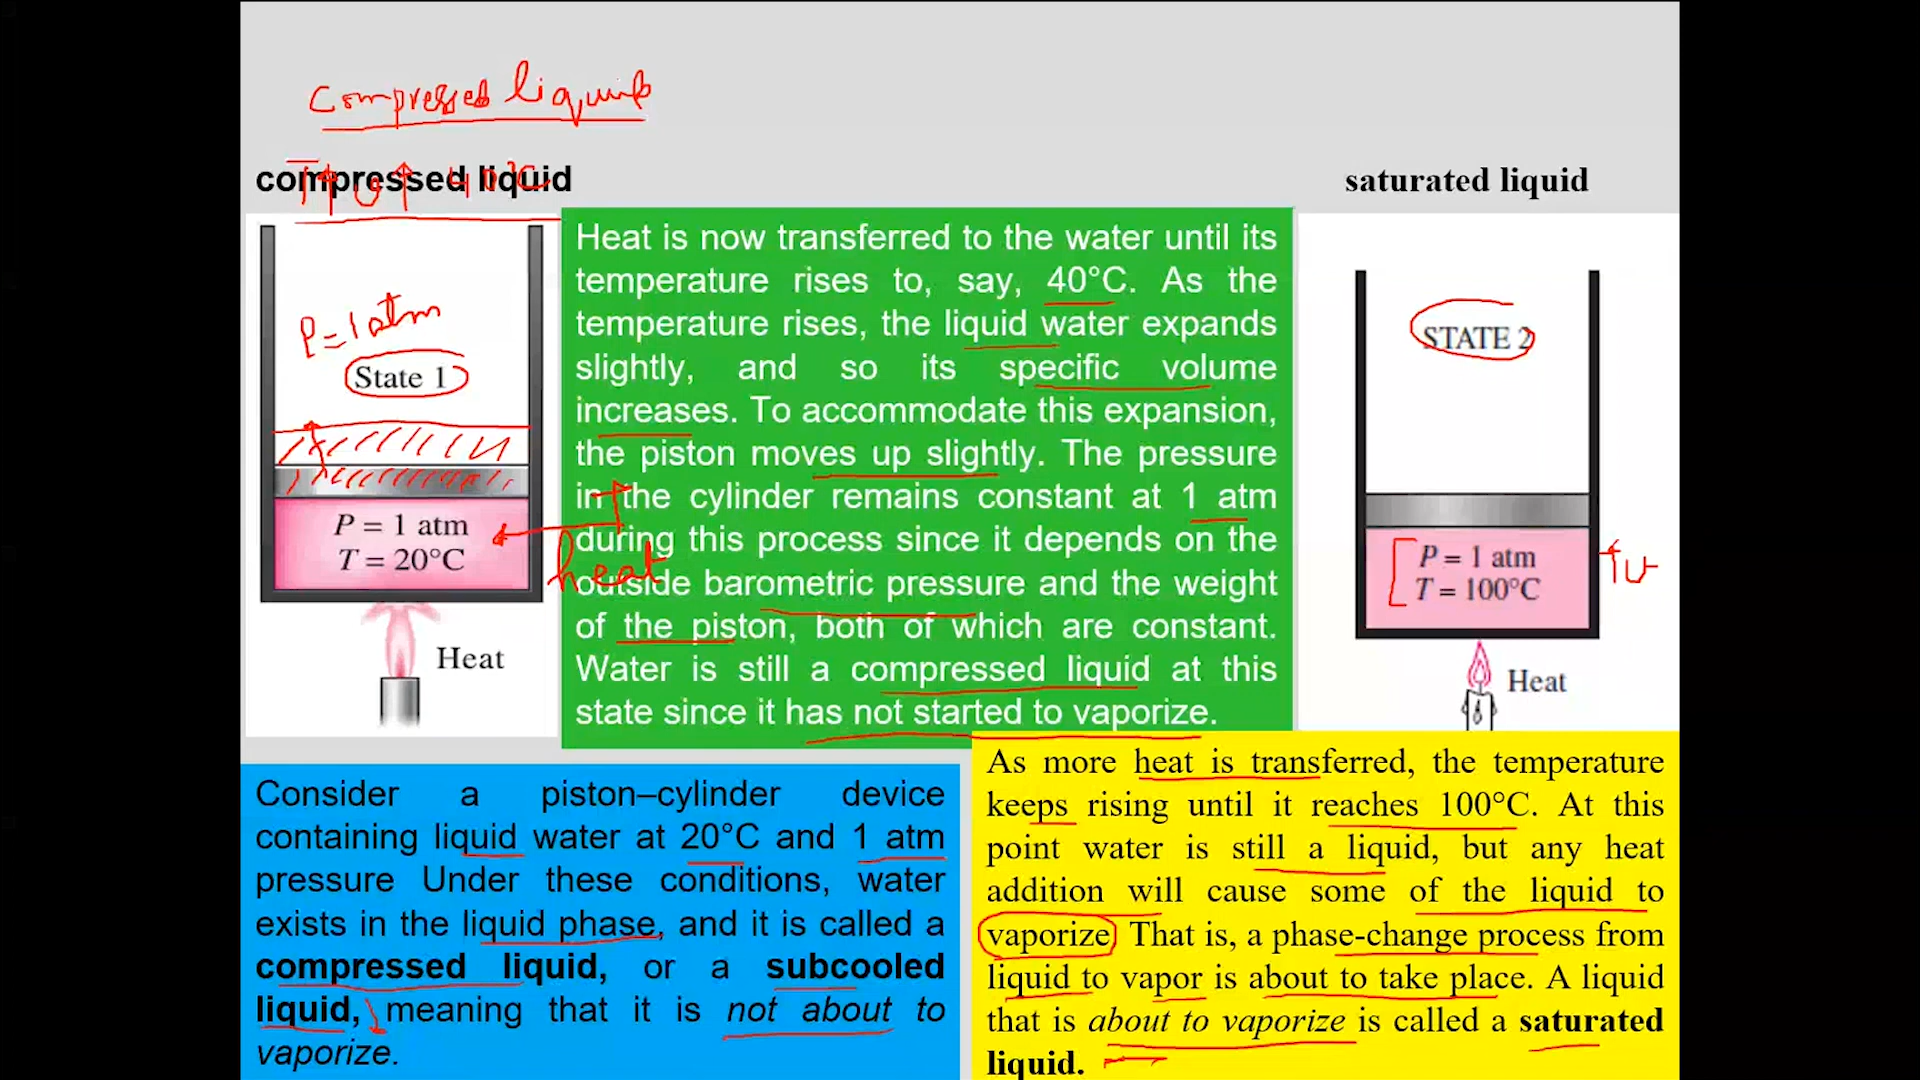 Compressed liquid
compressed liquid
T↑ υ↑ 40°C
saturated liquid
P=1atm
State 1
P = 1 atm
T = 20°C
heat
Heat
Heat is now transferred to the water until its
temperature rises to, say, 40°C. As the
temperature rises, the liquid water expands
slightly, and so its specific volume
increases. To accommodate this expansion,
the piston moves up slightly. The pressure
in the cylinder remains constant at 1 atm
during this process since it depends on the
outside barometric pressure and the weight
of the piston, both of which are constant.
Water is still a compressed liquid at this
state since it has not started to vaporize.
STATE 2
P = 1 atm
T = 100°C
Heat
Consider a piston–cylinder device
containing liquid water at 20°C and 1 atm
pressure Under these conditions, water
exists in the liquid phase, and it is called a
compressed liquid, or a subcooled
liquid, meaning that it is not about to
vaporize.
As more heat is transferred, the temperature
keeps rising until it reaches 100°C. At this
point water is still a liquid, but any heat
addition will cause some of the liquid to
vaporize That is, a phase-change process from
liquid to vapor is about to take place. A liquid
that is about to vaporize is called a saturated
liquid.